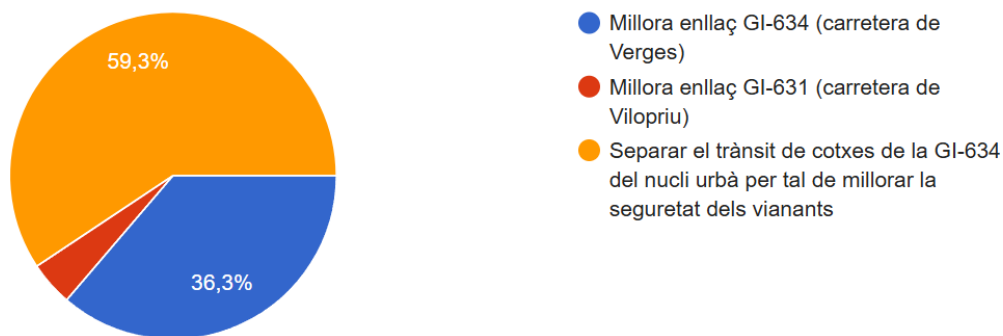 59,3%
36,3%
Millora enllaç GI-634 (carretera de
Verges)
Millora enllaç GI-631 (carretera de
Vilopriu)
Separar el trànsit de cotxes de la GI-634
del nucli urbà per tal de millorar la
seguretat dels vianants